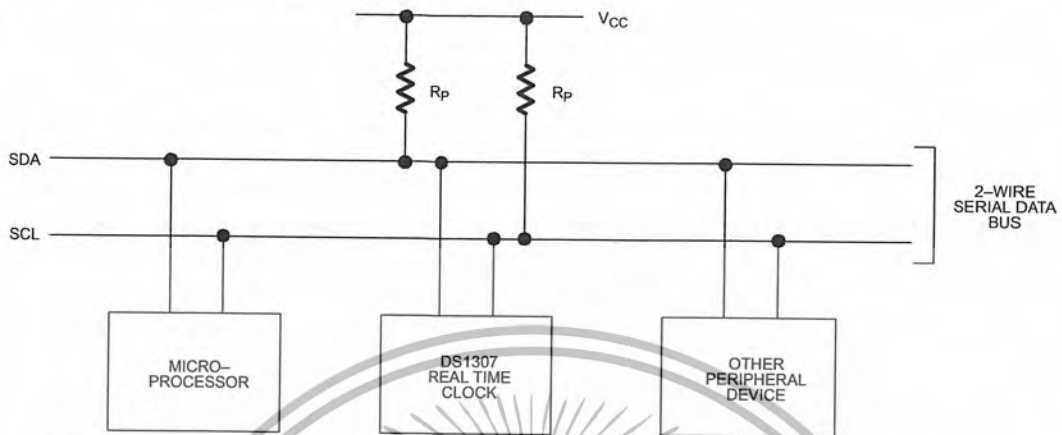 VCC
RP
RP
SDA
SCL
2–WIRE
SERIAL DATA
BUS
MICRO–
PROCESSOR
DS1307
REAL TIME
CLOCK
OTHER
PERIPHERAL
DEVICE